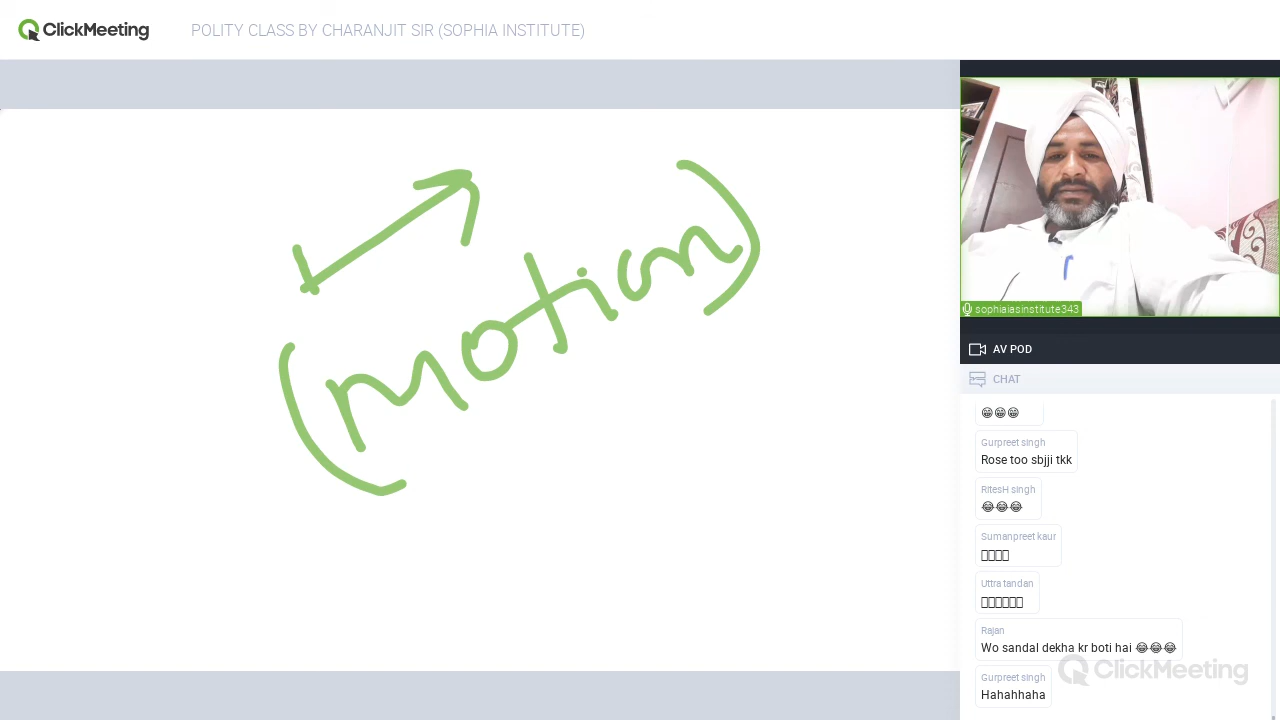 ClickMeeting
POLITY CLASS BY CHARANJIT SIR (SOPHIA INSTITUTE)
(motion)
sophiaiasinstitute343
AV POD
CHAT
😁😁😁
Gurpreet singh
Rose too sbjji tkk
RitesH singh
😂😂😂
Sumanpreet kaur
Uttra tandan
Rajan
Wo sandal dekha kr boti hai 😂😂😂
ClickMeeting
Gurpreet singh
Hahahhaha